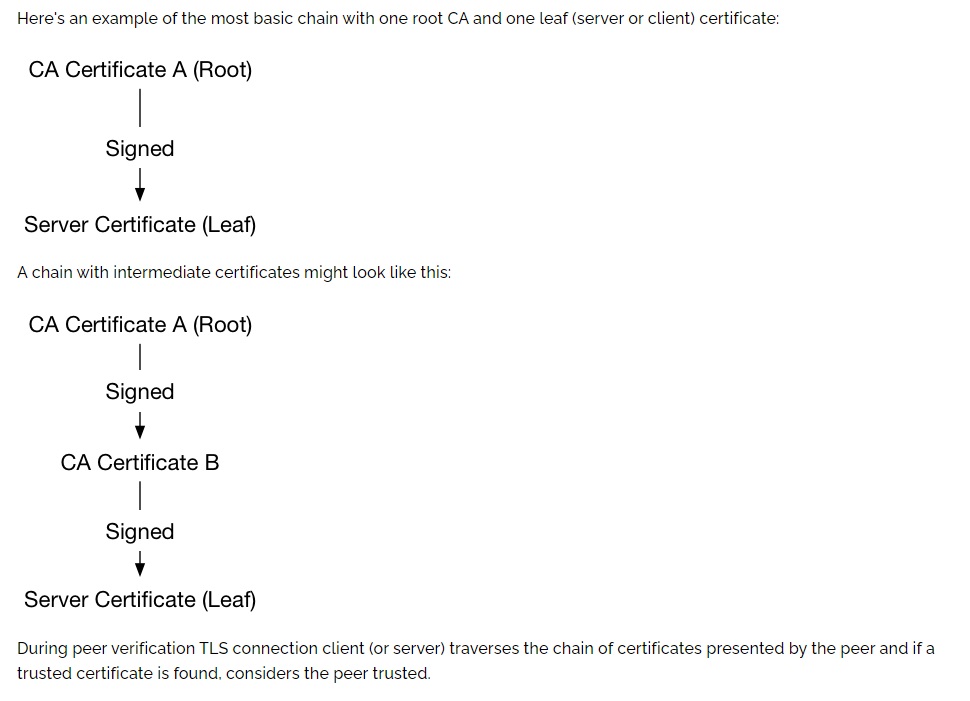 Here's an example of the most basic chain with one root CA and one leaf (server or client) certificate:
CA Certificate A (Root)
Signed
Server Certificate (Leaf)
A chain with intermediate certificates might look like this:
CA Certificate A (Root)
Signed
CA Certificate B
Signed
Server Certificate (Leaf)
During peer verification TLS connection client (or server) traverses the chain of certificates presented by the peer and if a
trusted certificate is found, considers the peer trusted.